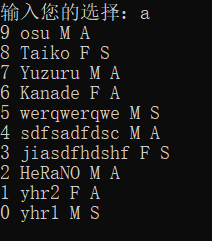 输入您的选择: a
9 osu M A
8 Taiko F S
7 Yuzuru M A
6 Kanade F A
5 werqwerqwe M S
4 sdfsadfdsc M A
3 jiasdfhdshf F S
2 HeRaNO M A
1 yhr2 F A
0 yhr1 M S